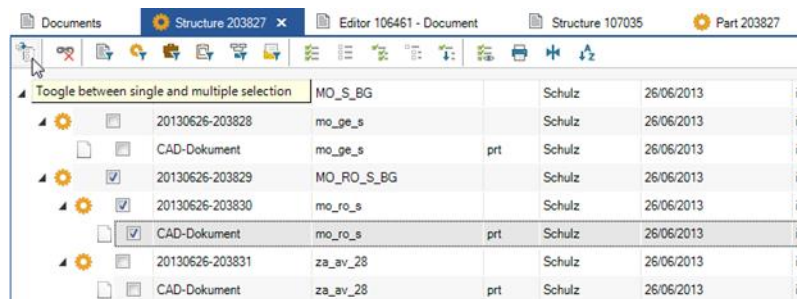 Documents Structure 203827 × Editor 106461 - Document Structure 107035 Part 203827
Toogle between single and multiple selection MO_S_BG Schulz 26/06/2013
20130626-203828 mo_ge_s Schulz 26/06/2013
CAD-Dokument mo_ge_s prt Schulz 26/06/2013
20130626-203829 MO_RO_S_BG Schulz 26/06/2013
20130626-203830 mo_ro_s Schulz 26/06/2013
CAD-Dokument mo_ro_s prt Schulz 26/06/2013
20130626-203831 za_av_28 Schulz 26/06/2013
CAD-Dokument za_av_28 prt Schulz 26/06/2013